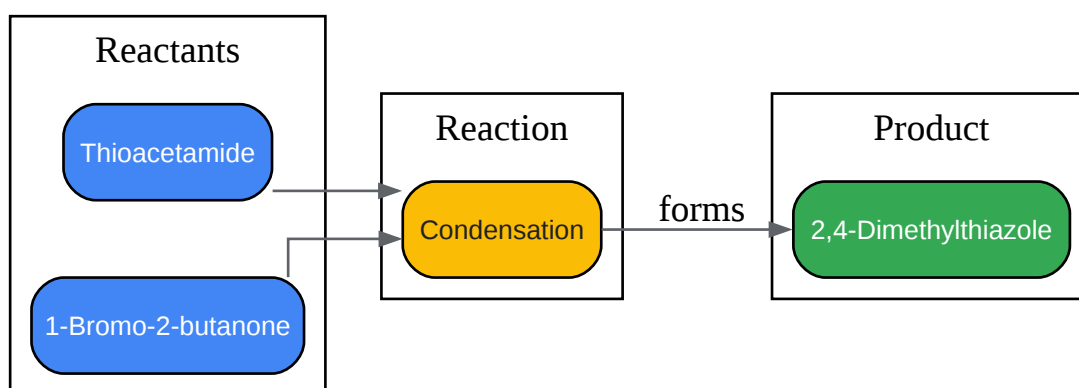 Reactants
Thioacetamide
1-Bromo-2-butanone
Reaction
Condensation
forms
Product
2,4-Dimethylthiazole